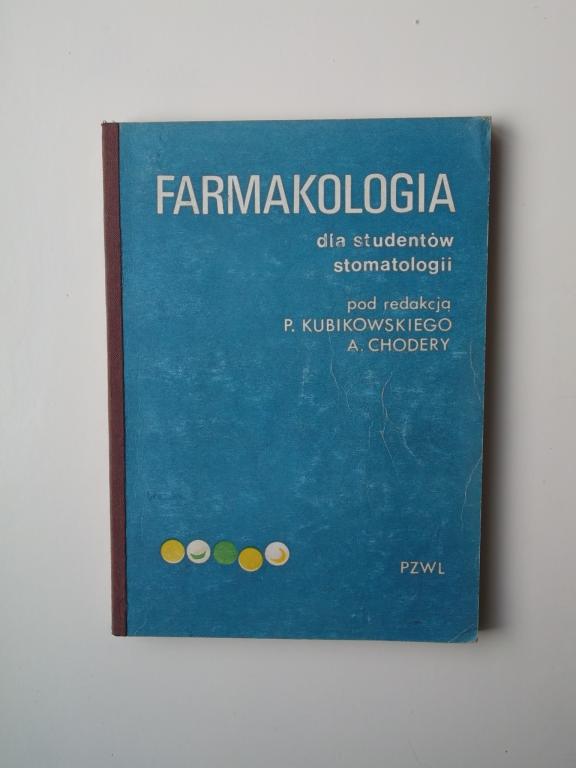 FARMAKOLOGIA
dla studentów
stomatologii
pod redakcją
P. KUBIKOWSKIEGO
A. CHODERY
PZWL